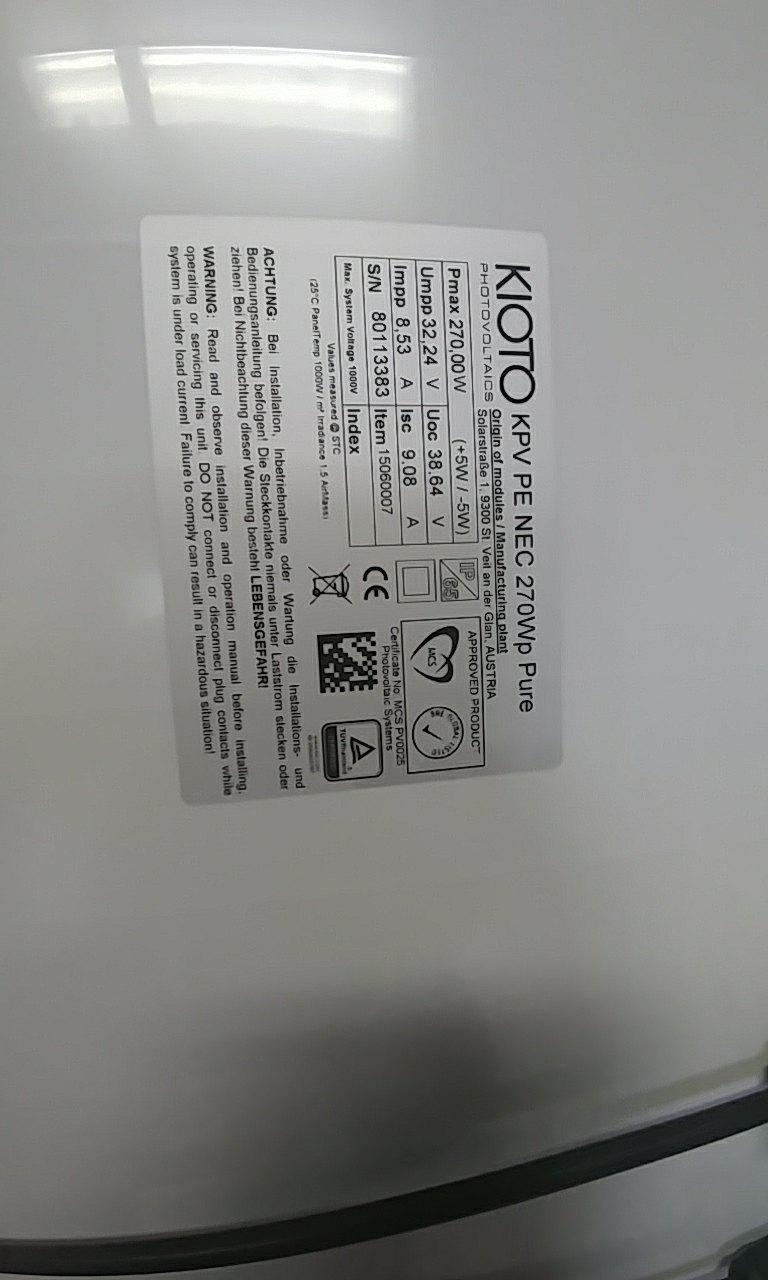 KIOTO KPV PE NEC 270Wp Pure
PHOTOVOLTAICS
Origin of modules / Manufacturing plant
Solarstraße 1, 9300 St. Veit an der Glan, AUSTRIA
Pmax 270,00 W (+5W / -5W)
Umpp 32,24 V Uoc 38.64 V
Impp 8,53 A Isc 9.08 A
S/N 80113383 Item 15060007
Max. System Voltage 1000V Index
Values measured @ STC
(25°C PanelTemp 1000W / m² Irradiance 1.5 AirMass)
IP 65
APPROVED PRODUCT
MCS
Certificate No. MCS PV0025
Photovoltaic Systems
CE
TÜVRheinland
ACHTUNG: Bei Installation, Inbetriebnahme oder Wartung die Installations- und
Bedienungsanleitung befolgen! Die Steckkontakte niemals unter Laststrom stecken oder
ziehen! Bei Nichtbeachtung dieser Warnung besteht LEBENSGEFAHR!
WARNING: Read and observe installation and operation manual before installing,
operating or servicing this unit. DO NOT connect or disconnect plug contacts while
system is under load current. Failure to comply can result in a hazardous situation!